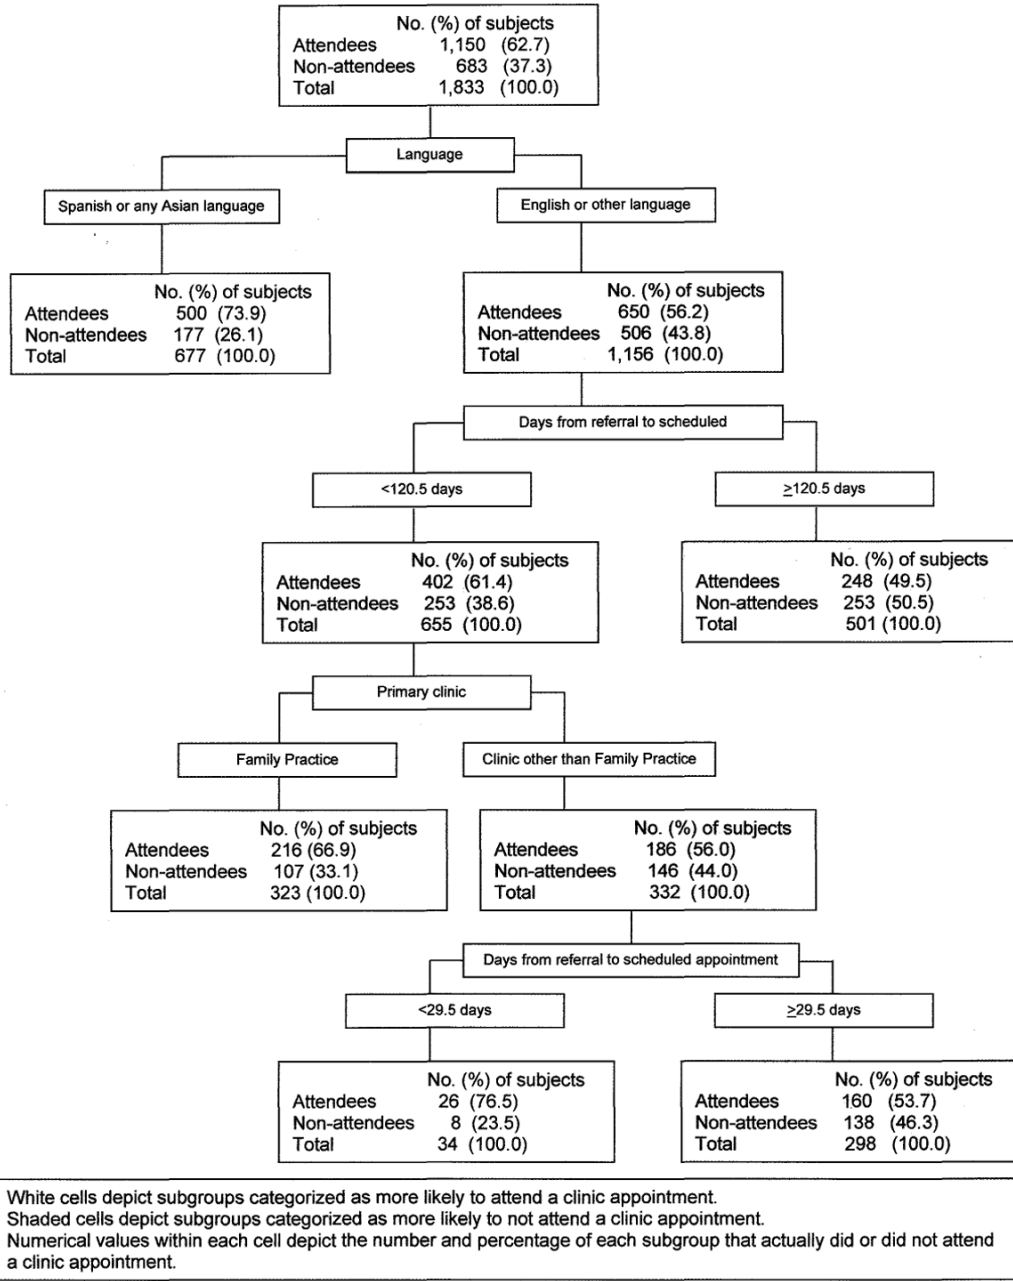 No. (%) of subjects
Attendees 1,150 (62.7)
Non-attendees 683 (37.3)
Total 1,833 (100.0)
Language
Spanish or any Asian language
English or other language
No. (%) of subjects
Attendees 500 (73.9)
Non-attendees 177 (26.1)
Total 677 (100.0)
No. (%) of subjects
Attendees 650 (56.2)
Non-attendees 506 (43.8)
Total 1,156 (100.0)
Days from referral to scheduled
<120.5 days
≥120.5 days
No. (%) of subjects
Attendees 402 (61.4)
Non-attendees 253 (38.6)
Total 655 (100.0)
No. (%) of subjects
Attendees 248 (49.5)
Non-attendees 253 (50.5)
Total 501 (100.0)
Primary clinic
Family Practice
Clinic other than Family Practice
No. (%) of subjects
Attendees 216 (66.9)
Non-attendees 107 (33.1)
Total 323 (100.0)
No. (%) of subjects
Attendees 186 (56.0)
Non-attendees 146 (44.0)
Total 332 (100.0)
Days from referral to scheduled appointment
<29.5 days
≥29.5 days
No. (%) of subjects
Attendees 26 (76.5)
Non-attendees 8 (23.5)
Total 34 (100.0)
No. (%) of subjects
Attendees 160 (53.7)
Non-attendees 138 (46.3)
Total 298 (100.0)
White cells depict subgroups categorized as more likely to attend a clinic appointment.
Shaded cells depict subgroups categorized as more likely to not attend a clinic appointment.
Numerical values within each cell depict the number and percentage of each subgroup that actually did or did not attend
a clinic appointment.